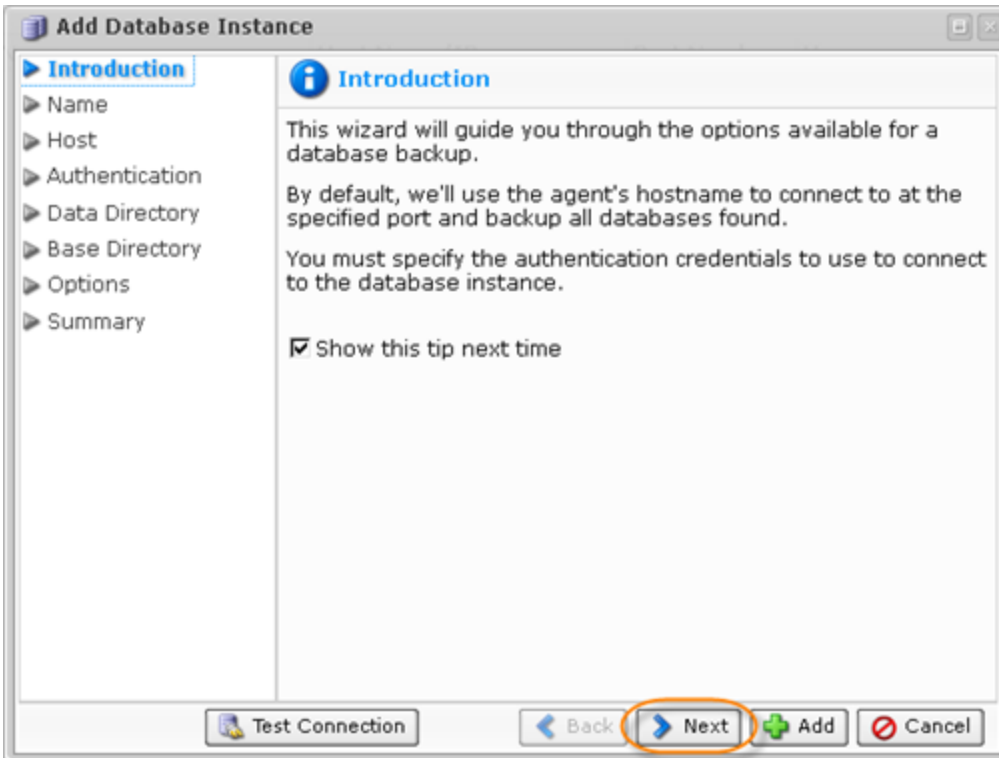 Add Database Instance
Introduction
Name
Host
Authentication
Data Directory
Base Directory
Options
Summary
Introduction
This wizard will guide you through the options available for a
database backup.
By default, we'll use the agent's hostname to connect to at the
specified port and backup all databases found.
You must specify the authentication credentials to use to connect
to the database instance.
Show this tip next time
Test Connection
Back
Next
Add
Cancel